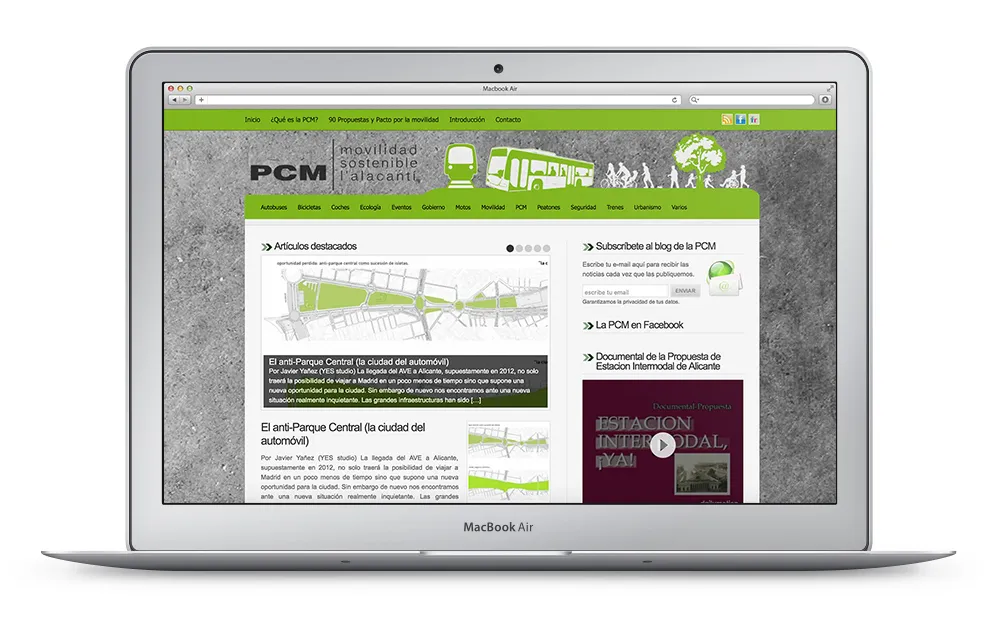 Macbook Air
Inicio ¿Qué es la PCM? 90 Propuestas y Pacto por la movilidad Introducción Contacto
PCM
movilidad
sostenible
l'alacantí
Autobuses Bicicletas Coches Ecología Eventos Gobierno Motos Movilidad PCM Peatones Seguridad Trenes Urbanismo Varios
Artículos destacados
oportunidad perdida: anti-parque central como sucesión de isletas.
El anti-Parque Central (la ciudad del automóvil)
Por Javier Yañez (YES studio) La llegada del AVE a Alicante, supuestamente en 2012, no solo
traerá la posibilidad de viajar a Madrid en un poco menos de tiempo sino que supone una
nueva oportunidad para la ciudad. Sin embargo de nuevo nos encontramos ante una nueva
situación realmente inquietante. Las grandes infraestructuras han sido [...]
El anti-Parque Central (la ciudad del
automóvil)
Por Javier Yañez (YES studio) La llegada del AVE a Alicante,
supuestamente en 2012, no solo traerá la posibilidad de viajar a
Madrid en un poco menos de tiempo sino que supone una nueva
oportunidad para la ciudad. Sin embargo de nuevo nos encontramos
ante una nueva situación realmente inquietante. Las grandes
Subscríbete al blog de la PCM
Escribe tu e-mail aquí para recibir las
noticias cada vez que las publiquemos.
escribe tu email ENVIAR
Garantizamos la privacidad de tus datos.
La PCM en Facebook
Documental de la Propuesta de
Estacion Intermodal de Alicante
Documental-Propuesta
ESTACION
INTERMODAL,
¡YA!
MacBook Air